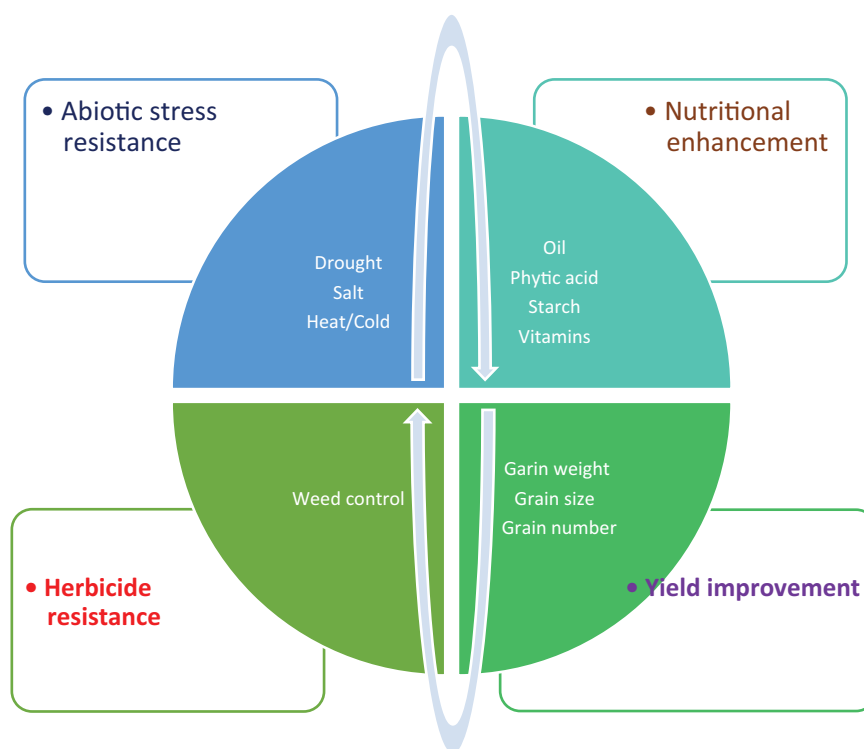 • Abiotic stress
resistance
• Nutritional
enhancement
Drought
Salt
Heat/Cold
Oil
Phytic acid
Starch
Vitamins
Weed control
Garin weight
Grain size
Grain number
• Herbicide
resistance
• Yield improvement